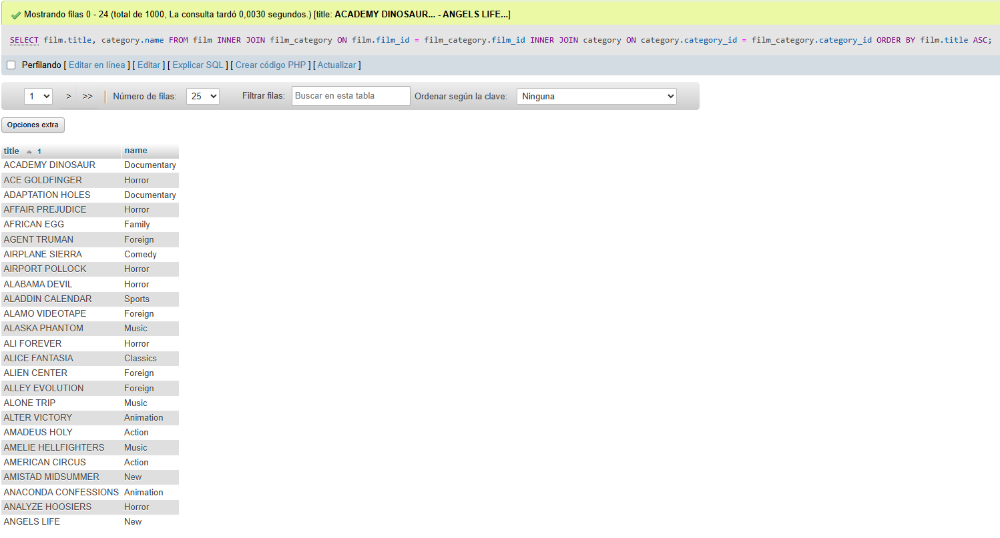 Mostrando filas 0 - 24 (total de 1000, La consulta tardó 0,0030 segundos.) [title: ACADEMY DINOSAUR... - ANGELS LIFE...]
SELECT film.title, category.name FROM film INNER JOIN film_category ON film.film_id = film_category.film_id INNER JOIN category ON category.category_id = film_category.category_id ORDER BY film.title ASC;
Perfilando [ Editar en línea ] [ Editar ] [ Explicar SQL ] [ Crear código PHP ] [ Actualizar ]
1 > >> Número de filas: 25 Filtrar filas: Buscar en esta tabla Ordenar según la clave: Ninguna
Opciones extra
title 1 name
ACADEMY DINOSAUR Documentary
ACE GOLDFINGER Horror
ADAPTATION HOLES Documentary
AFFAIR PREJUDICE Horror
AFRICAN EGG Family
AGENT TRUMAN Foreign
AIRPLANE SIERRA Comedy
AIRPORT POLLOCK Horror
ALABAMA DEVIL Horror
ALADDIN CALENDAR Sports
ALAMO VIDEOTAPE Foreign
ALASKA PHANTOM Music
ALI FOREVER Horror
ALICE FANTASIA Classics
ALIEN CENTER Foreign
ALLEY EVOLUTION Foreign
ALONE TRIP Music
ALTER VICTORY Animation
AMADEUS HOLY Action
AMELIE HELLFIGHTERS Music
AMERICAN CIRCUS Action
AMISTAD MIDSUMMER New
ANACONDA CONFESSIONS Animation
ANALYZE HOOSIERS Horror
ANGELS LIFE New